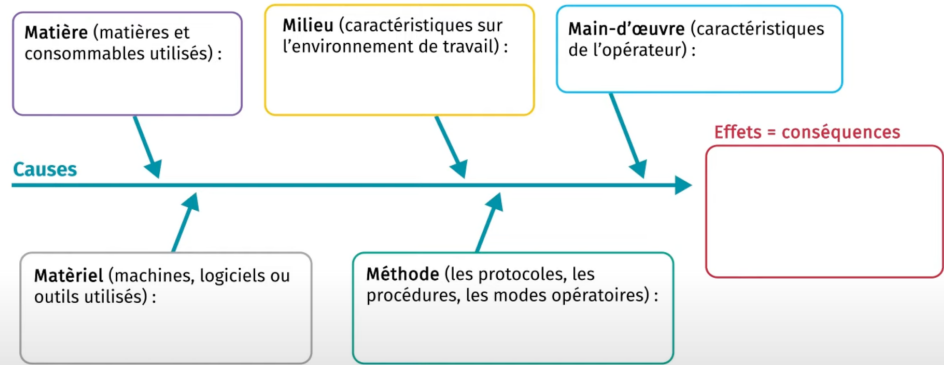 Matière (matières et
consommables utilisés) :
Milieu (caractéristiques sur
l'environnement de travail) :
Main-d'œuvre (caractéristiques
de l'opérateur) :
Effets = conséquences
Causes
Matèriel (machines, logiciels ou
outils utilisés) :
Méthode (les protocoles, les
procédures, les modes opératoires) :